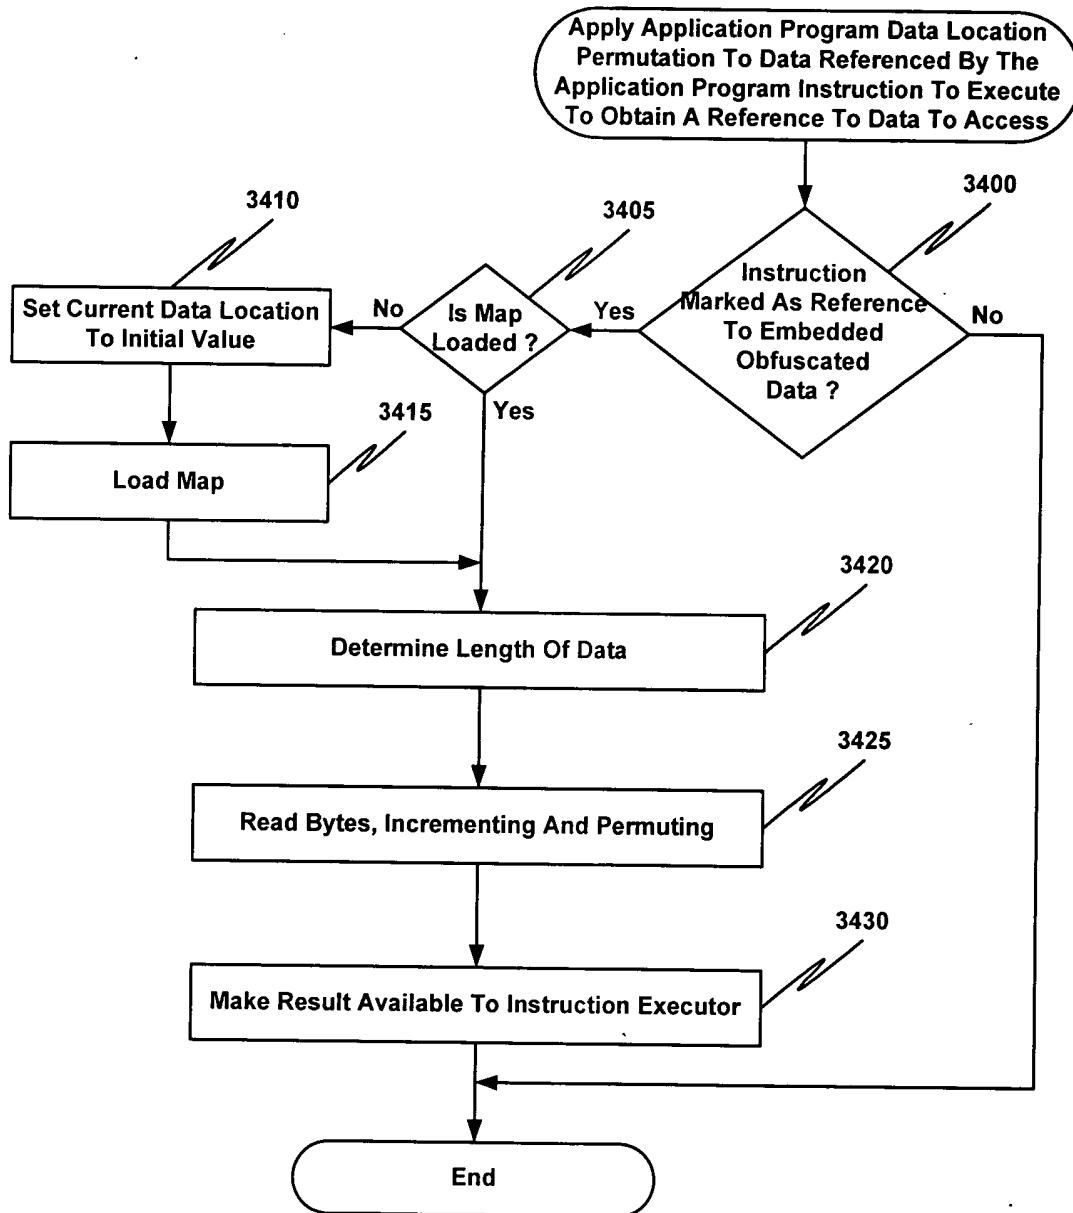 Apply Application Program Data Location
Permutation To Data Referenced By The
Application Program Instruction To Execute
To Obtain A Reference To Data To Access
3400
Instruction
Marked As Reference
To Embedded
Obfuscated
Data ?
Yes
No
3405
Is Map
Loaded ?
No
Yes
3410
Set Current Data Location
To Initial Value
3415
Load Map
3420
Determine Length Of Data
3425
Read Bytes, Incrementing And Permuting
3430
Make Result Available To Instruction Executor
End